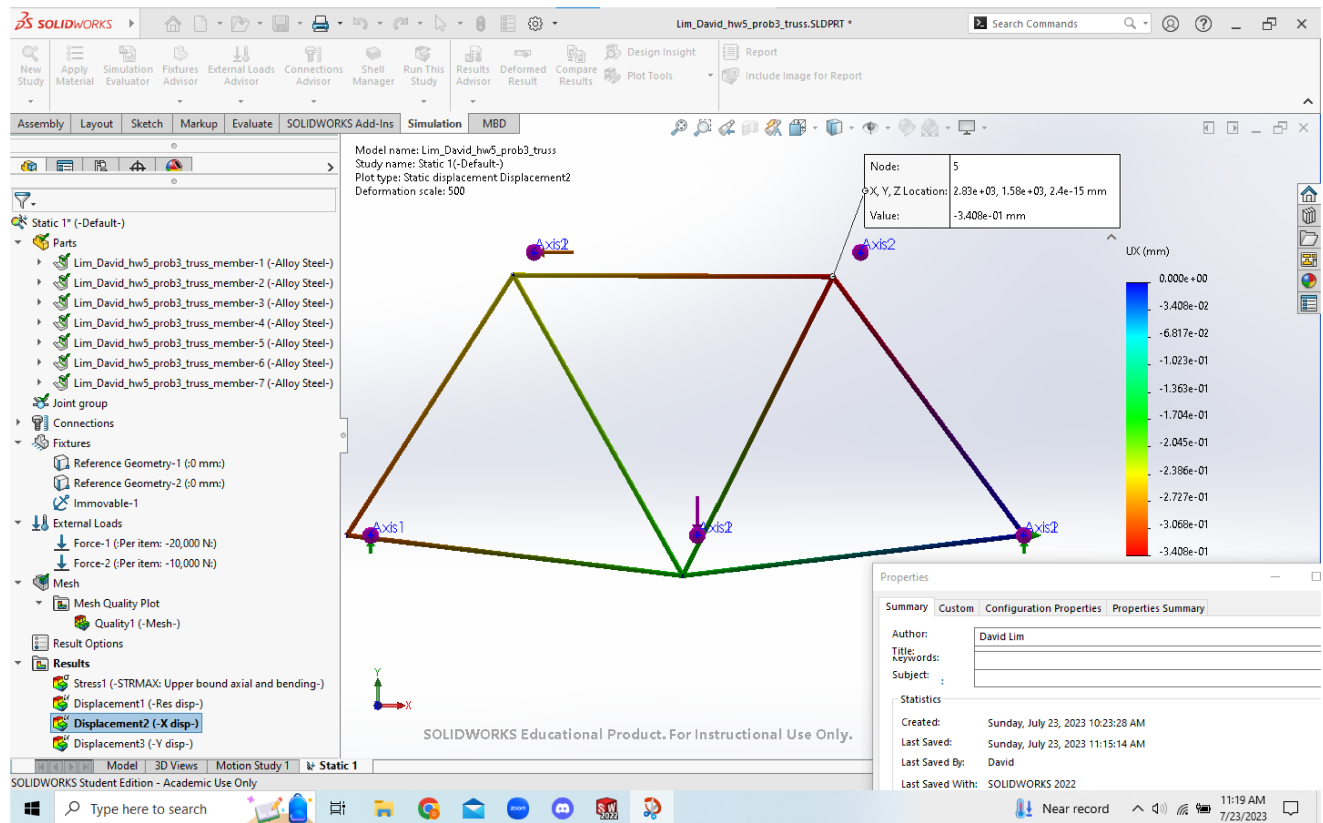 SOLIDWORKS
Lim_David_hw5_prob3_truss.SLDPRT *
Search Commands
New Study
Apply Material
Simulation Evaluator
Fixtures Advisor
External Loads Advisor
Connections Advisor
Shell Manager
Run This Study
Results Advisor
Deformed Result
Compare Results
Design Insight
Plot Tools
Report
Include Image for Report
Assembly Layout Sketch Markup Evaluate SOLIDWORKS Add-Ins Simulation MBD
Model name: Lim_David_hw5_prob3_truss
Study name: Static 1(-Default-)
Plot type: Static displacement Displacement2
Deformation scale: 500
Node: 5
X, Y, Z Location: 2.83e+03, 1.58e+03, 2.4e-15 mm
Value: -3.408e-01 mm
Static 1* (-Default-)
Parts
Lim_David_hw5_prob3_truss_member-1 (-Alloy Steel-)
Lim_David_hw5_prob3_truss_member-2 (-Alloy Steel-)
Lim_David_hw5_prob3_truss_member-3 (-Alloy Steel-)
Lim_David_hw5_prob3_truss_member-4 (-Alloy Steel-)
Lim_David_hw5_prob3_truss_member-5 (-Alloy Steel-)
Lim_David_hw5_prob3_truss_member-6 (-Alloy Steel-)
Lim_David_hw5_prob3_truss_member-7 (-Alloy Steel-)
Joint group
Connections
Fixtures
Reference Geometry-1 (:0 mm:)
Reference Geometry-2 (:0 mm:)
Immovable-1
External Loads
Force-1 (:Per item: -20,000 N:)
Force-2 (:Per item: -10,000 N:)
Mesh
Mesh Quality Plot
Quality1 (-Mesh-)
Result Options
Results
Stress1 (-STRMAX: Upper bound axial and bending-)
Displacement1 (-Res disp-)
Displacement2 (-X disp-)
Displacement3 (-Y disp-)
Axis2
Axis1
UX (mm)
0.000e+00
-3.408e-02
-6.817e-02
-1.023e-01
-1.363e-01
-1.704e-01
-2.045e-01
-2.386e-01
-2.727e-01
-3.068e-01
-3.408e-01
Y
X
SOLIDWORKS Educational Product. For Instructional Use Only.
Properties
Summary Custom Configuration Properties Properties Summary
Author: David Lim
Title:
Keywords:
Subject:
Statistics
Created: Sunday, July 23, 2023 10:23:28 AM
Last Saved: Sunday, July 23, 2023 11:15:14 AM
Last Saved By: David
Last Saved With: SOLIDWORKS 2022
Model 3D Views Motion Study 1 Static 1
SOLIDWORKS Student Edition - Academic Use Only
Type here to search
zoom
SW
2022
Near record
11:19 AM
7/23/2023